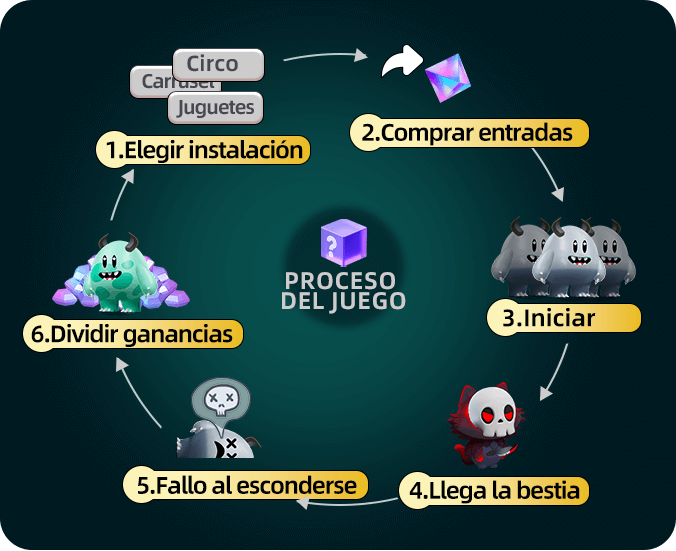 Circo
Carrusel
Juguetes
1.Elegir instalación
2.Comprar entradas
?
PROCESO
DEL JUEGO
3.Iniciar
4.Llega la bestia
5.Fallo al esconderse
6.Dividir ganancias